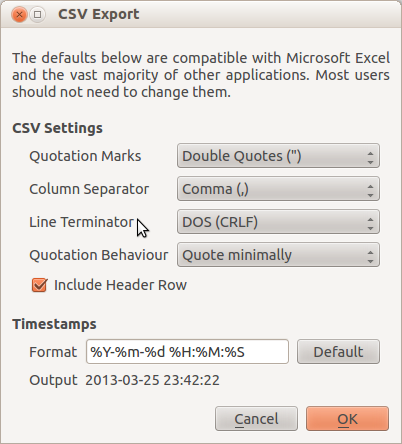 CSV Export
The defaults below are compatible with Microsoft Excel
and the vast majority of other applications. Most users
should not need to change them.
CSV Settings
Quotation Marks Double Quotes (")
Column Separator Comma (,)
Line Terminator DOS (CRLF)
Quotation Behaviour Quote minimally
Include Header Row
Timestamps
Format %Y-%m-%d %H:%M:%S Default
Output 2013-03-25 23:42:22
Cancel OK